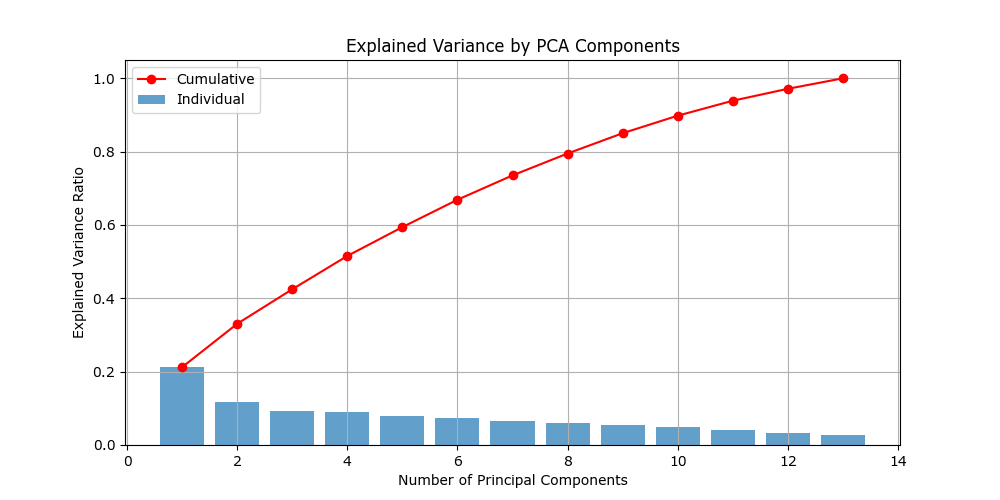 Explained Variance by PCA Components
Cumulative
Individual
Explained Variance Ratio
1.0
0.8
0.6
0.4
0.2
0.0
0 2 4 6 8 10 12 14
Number of Principal Components